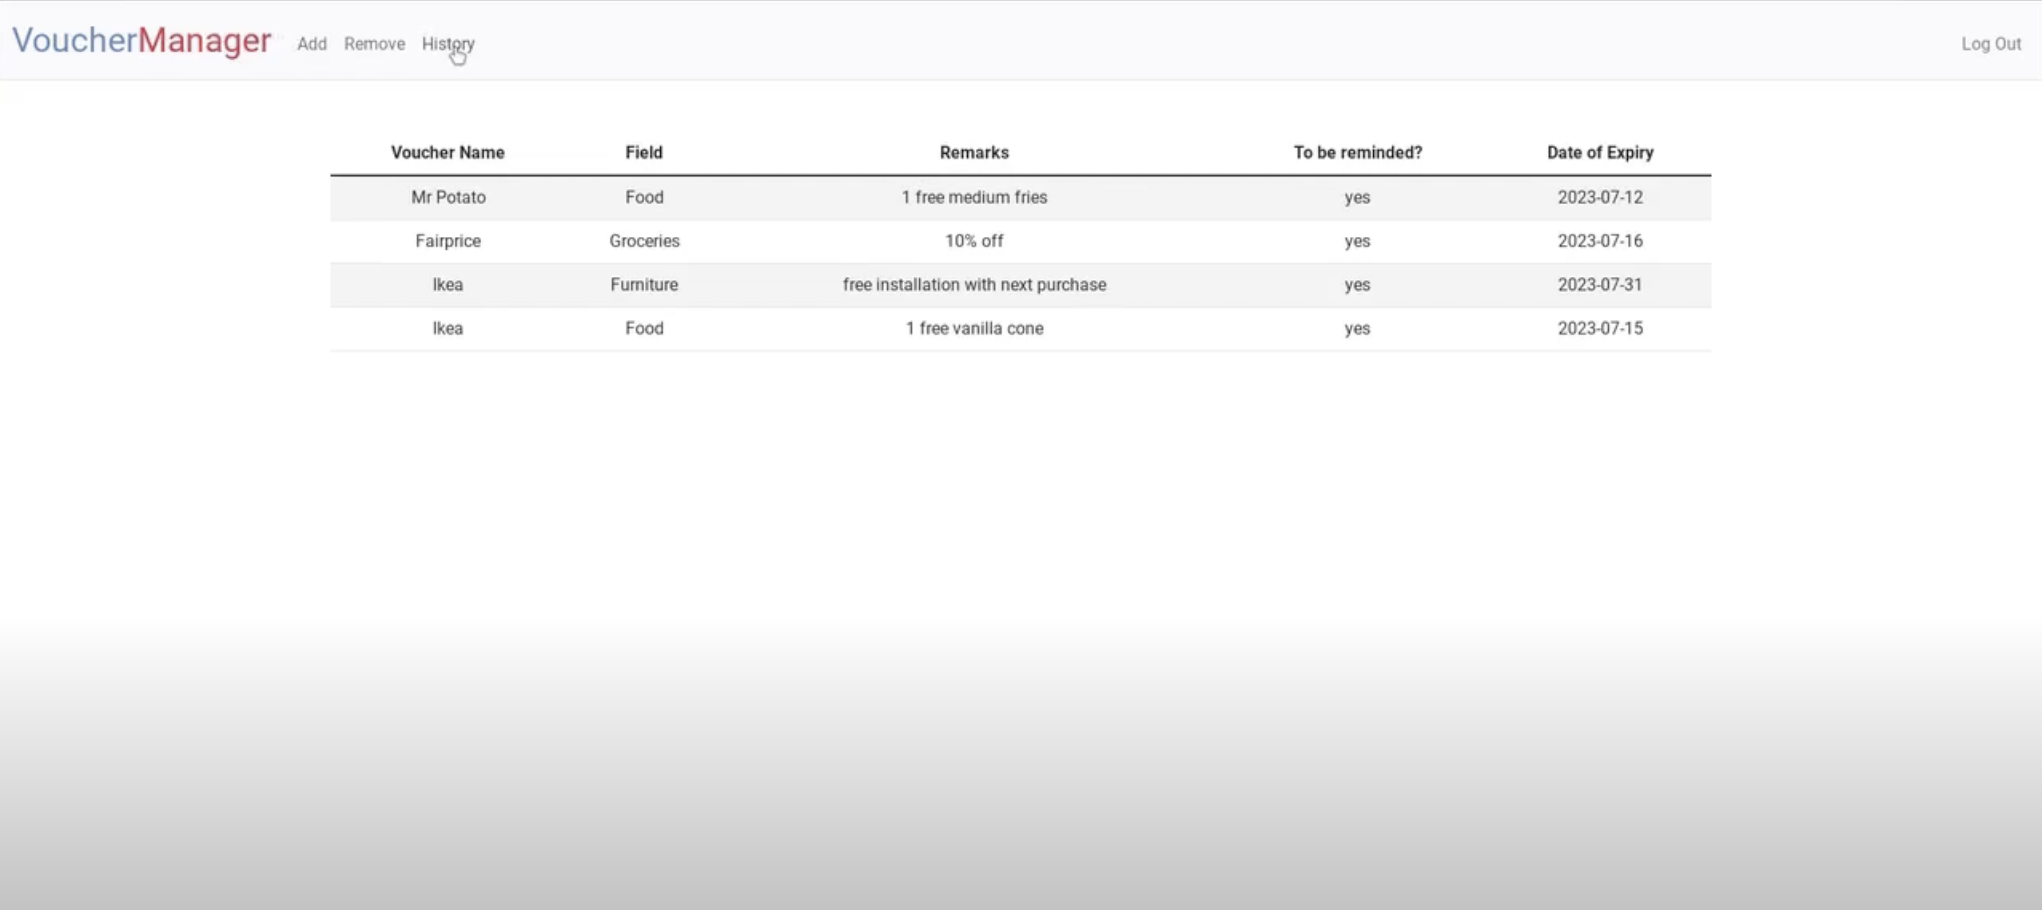 VoucherManager Add Remove History Log Out
Voucher Name Field Remarks To be reminded? Date of Expiry
Mr Potato Food 1 free medium fries yes 2023-07-12
Fairprice Groceries 10% off yes 2023-07-16
Ikea Furniture free installation with next purchase yes 2023-07-31
Ikea Food 1 free vanilla cone yes 2023-07-15